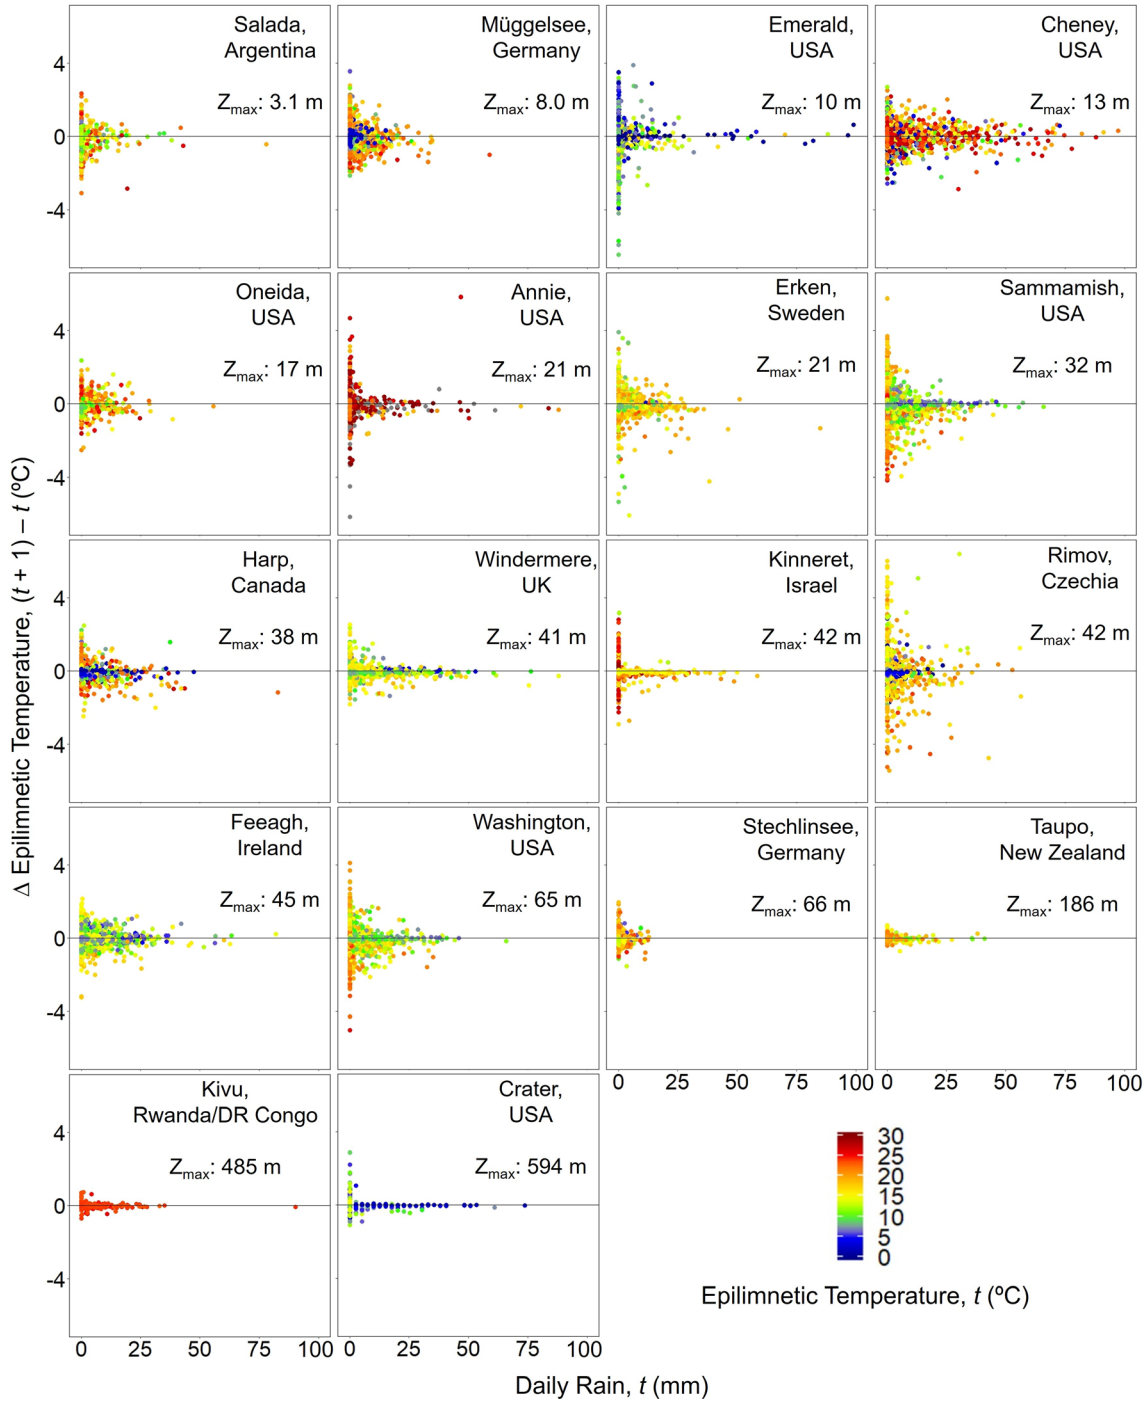 Salada,
Argentina
Zmax: 3.1 m
Müggelsee,
Germany
Zmax: 8.0 m
Emerald,
USA
Zmax: 10 m
Cheney,
USA
Zmax: 13 m
4
0
-4
Oneida,
USA
Zmax: 17 m
Annie,
USA
Zmax: 21 m
Erken,
Sweden
Zmax: 21 m
Sammamish,
USA
Zmax: 32 m
4
0
-4
Harp,
Canada
Zmax: 38 m
Windermere,
UK
Zmax: 41 m
Kinneret,
Israel
Zmax: 42 m
Rimov,
Czechia
Zmax: 42 m
4
0
-4
Feeagh,
Ireland
Zmax: 45 m
Washington,
USA
Zmax: 65 m
Stechlinsee,
Germany
Zmax: 66 m
Taupo,
New Zealand
Zmax: 186 m
4
0
-4
0 25 50 75 100
0 25 50 75 100
Kivu,
Rwanda/DR Congo
Zmax: 485 m
Crater,
USA
Zmax: 594 m
4
0
-4
0 25 50 75 100
0 25 50 75 100
Δ Epilimnetic Temperature, (t + 1) – t (ºC)
Daily Rain, t (mm)
30
25
20
15
10
5
0
Epilimnetic Temperature, t (ºC)